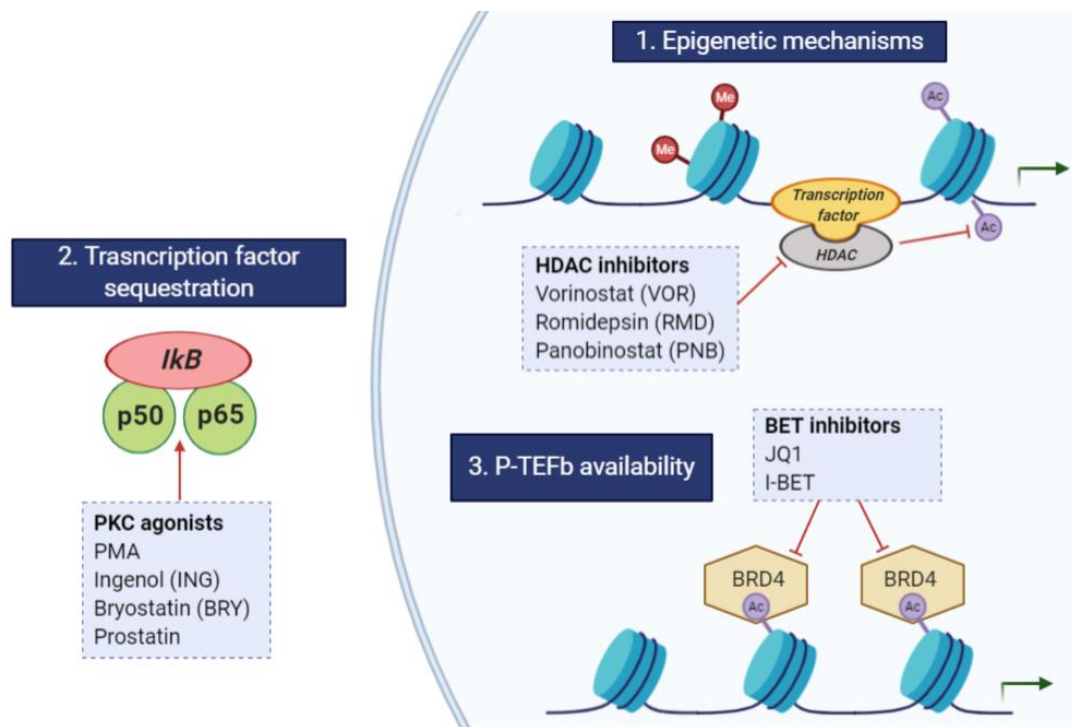 1. Epigenetic mechanisms
Me
Me
Ac
Transcription
factor
HDAC
Ac
HDAC inhibitors
Vorinostat (VOR)
Romidepsin (RMD)
Panobinostat (PNB)
2. Trasncription factor
sequestration
IkB
p50
p65
PKC agonists
PMA
Ingenol (ING)
Bryostatin (BRY)
Prostatin
3. P-TEFb availability
BET inhibitors
JQ1
I-BET
BRD4
Ac
BRD4
Ac